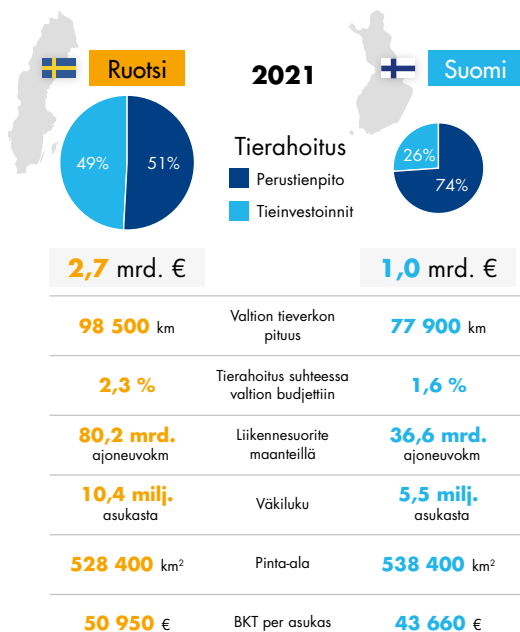 Ruotsi
2021
Suomi
49%
51%
Tierahoitus
Perustienpito
Tieinvestoinnit
26%
74%
2,7 mrd. €
1,0 mrd. €
98 500 km
Valtion tieverkon
pituus
77 900 km
2,3 %
Tierahoitus suhteessa
valtion budjettiin
1,6 %
80,2 mrd.
ajoneuvokm
Liikennesuorite
maanteillä
36,6 mrd.
ajoneuvokm
10,4 milj.
asukasta
Väkiluku
5,5 milj.
asukasta
528 400 km²
Pinta-ala
538 400 km²
50 950 €
BKT per asukas
43 660 €